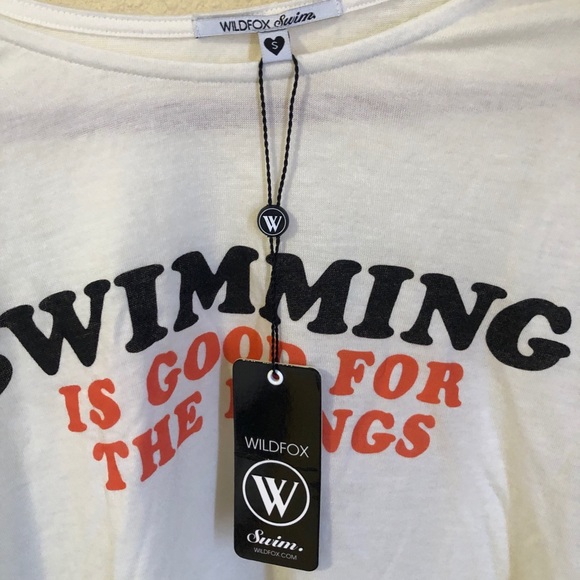 WILDFOX Swim.
S
W
SWIMMING
IS GOOD FOR
THE
WILDFOX
W
Swim.
WILDFOX.COM